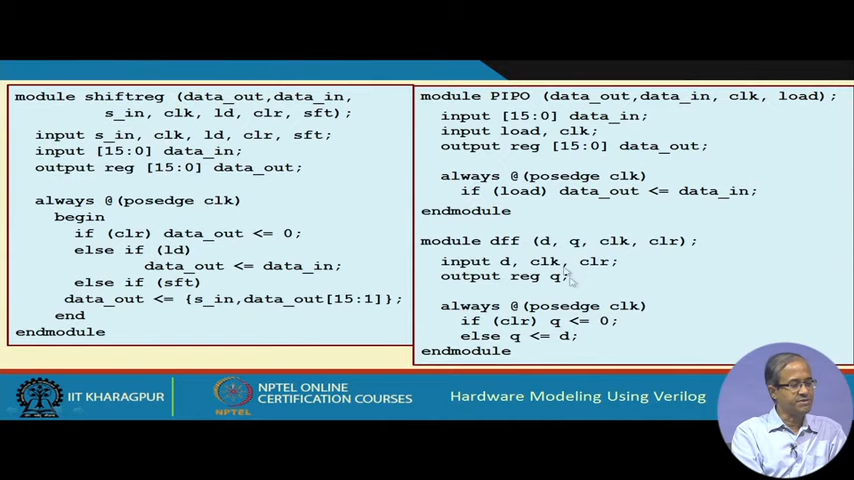 module shiftreg (data_out,data_in,
s_in, clk, ld, clr, sft);
input s_in, clk, ld, clr, sft;
input [15:0] data_in;
output reg [15:0] data_out;
always @(posedge clk)
begin
if (clr) data_out <= 0;
else if (ld)
data_out <= data_in;
else if (sft)
data_out <= {s_in,data_out[15:1]};
end
endmodule
module PIPO (data_out,data_in, clk, load);
input [15:0] data_in;
input load, clk;
output reg [15:0] data_out;
always @(posedge clk)
if (load) data_out <= data_in;
endmodule
module dff (d, q, clk, clr);
input d, clk, clr;
output reg q;
always @(posedge clk)
if (clr) q <= 0;
else q <= d;
endmodule
IIT KHARAGPUR
NPTEL
NPTEL ONLINE
CERTIFICATION COURSES
Hardware Modeling Using Verilog